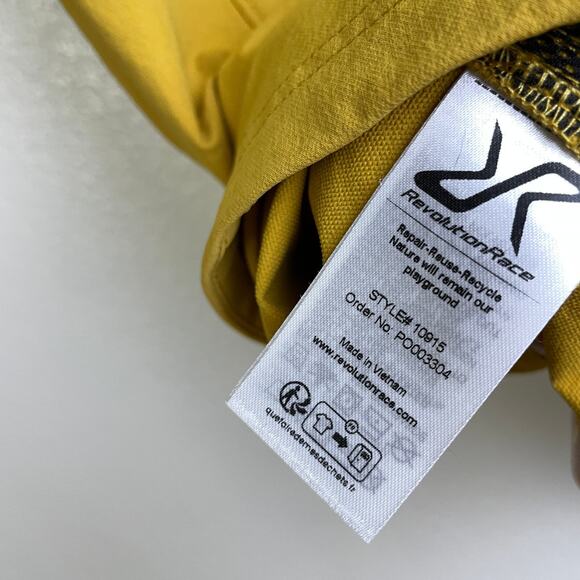 RevolutionRace
Repair-Reuse-Recycle
Nature will remain our
playground
STYLE# 10915
Order No. PO003304
Made in Vietnam
www.revolutionrace.com
FR
quefairedemesdechets.fr